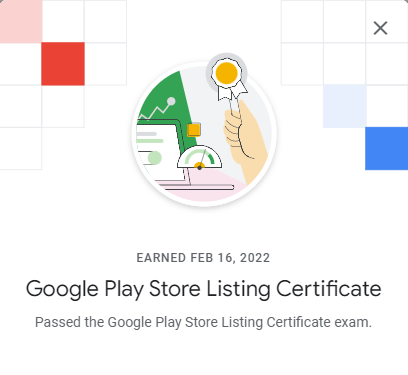 EARNED FEB 16, 2022
Google Play Store Listing Certificate
Passed the Google Play Store Listing Certificate exam.